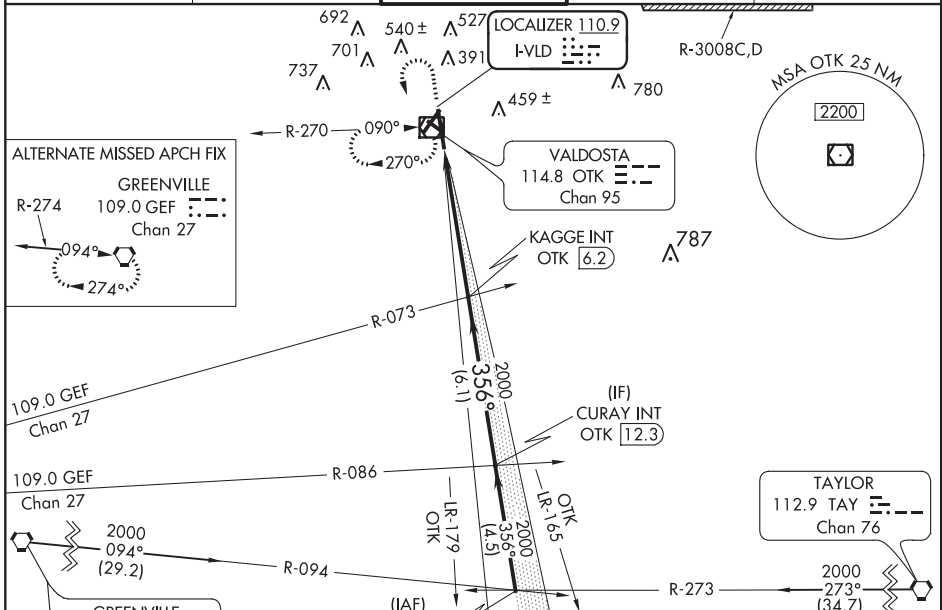 692
540 ±
527
701
391
737
LOCALIZER 110.9
I-VLD
R-3008C,D
780
459 ±
MSA OTK 25 NM
2200
R-270
090°
270°
ALTERNATE MISSED APCH FIX
GREENVILLE
109.0 GEF
Chan 27
R-274
094°
274°
VALDOSTA
114.8 OTK
Chan 95
KAGGE INT
OTK 6.2
787
R-073
109.0 GEF
Chan 27
2000
356°
(6.1)
(IF)
CURAY INT
OTK 12.3
R-086
109.0 GEF
Chan 27
LR-179
OTK
2000
356°
(4.5)
OTK
LR-165
TAYLOR
112.9 TAY
Chan 76
2000
094°
(29.2)
R-094
R-273
2000
273°
(34.7)
(IAF)
GREENVILLE